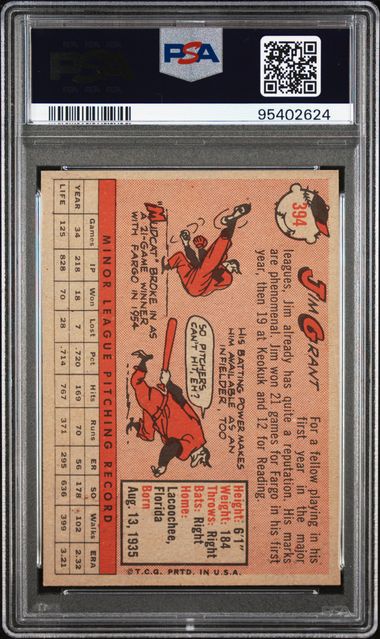 PSA
PSA
95402624
394
JIM GRANT
For a fellow playing in his
first year in the major
leagues, Jim already has quite a reputation. His marks
are phenomenal. Jim won 21 games for Fargo in his first
year, then 19 at Keokuk and 12 for Reading.
"MUDCAT" BROKE IN AS
A 21-GAME WINNER
WITH FARGO IN 1954
HIS BATTING POWER MAKES
HIM AVAILABLE AS AN
INFIELDER, TOO
SO PITCHERS
CAN'T HIT, EH?
Height: 6'1"
Weight: 184
Throws: Right
Bats: Right
Home:
Lacoochee,
Florida
Born
Aug. 13, 1935
MINOR LEAGUE PITCHING RECORD
Games IP Won Lost Pct Hits Runs ER SO Walks ERA
YEAR 34 218 18 7 .720 169 70 56 178 102 2.32
LIFE 125 828 70 28 .714 767 371 295 636 399 3.21
© T.C.G. PRTD. IN U.S.A.